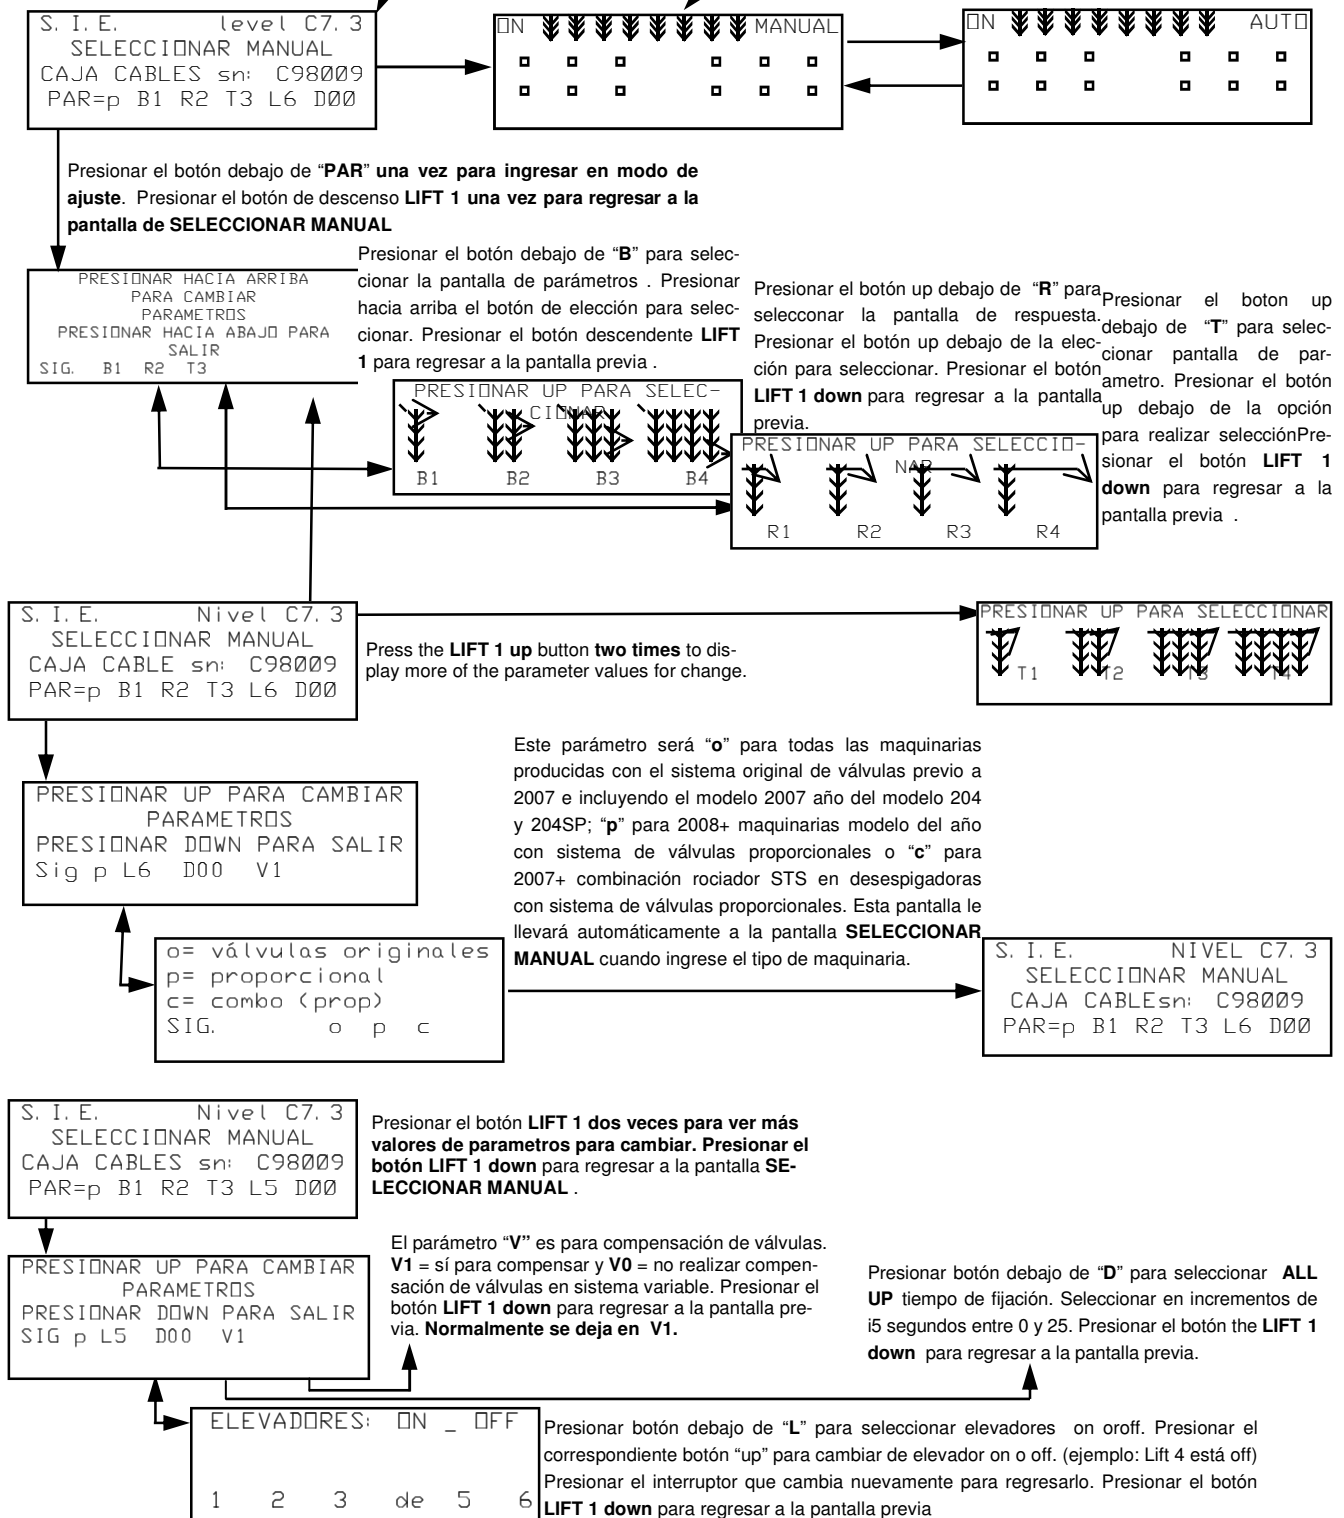 S. I. E. level C7. 3
SELECCIONAR MANUAL
CAJA CABLES sn: C98009
PAR=p B1 R2 T3 L6 D00
ON MANUAL
ON AUTO
Presionar el botón debajo de “PAR” una vez para ingresar en modo de
ajuste. Presionar el botón de descenso LIFT 1 una vez para regresar a la
pantalla de SELECCIONAR MANUAL
PRESIONAR HACIA ARRIBA
PARA CAMBIAR
PARAMETROS
PRESIONAR HACIA ABAJO PARA
SALIR
SIG. B1 R2 T3
Presionar el botón debajo de “B” para selec-
cionar la pantalla de parámetros . Presionar
hacia arriba el botón de elección para selec-
cionar. Presionar el botón descendente LIFT
1 para regresar a la pantalla previa .
PRESIONAR UP PARA SELEC-
CIONAR
B1 B2 B3 B4
Presionar el botón up debajo de “R” para
selecconar la pantalla de respuesta.
Presionar el botón up debajo de la elec-
ción para seleccionar. Presionar el botón
LIFT 1 down para regresar a la pantalla
previa.
PRESIONAR UP PARA SELECCIO-
NAR
R1 R2 R3 R4
Presionar el boton up
debajo de “T” para selec-
cionar pantalla de par-
ametro. Presionar el botón
up debajo de la opción
para realizar selecciónPre-
sionar el botón LIFT 1
down para regresar a la
pantalla previa .
S. I. E. Nivel C7. 3
SELECCIONAR MANUAL
CAJA CABLE sn: C98009
PAR=p B1 R2 T3 L6 D00
Press the LIFT 1 up button two times to dis-
play more of the parameter values for change.
PRESIONAR UP PARA SELECCIONAR
T1 T2 T3 T4
PRESIONAR UP PARA CAMBIAR
PARAMETROS
PRESIONAR DOWN PARA SALIR
Sig p L6 D00 V1
Este parámetro será “o” para todas las maquinarias
producidas con el sistema original de válvulas previo a
2007 e incluyendo el modelo 2007 año del modelo 204
y 204SP; “p” para 2008+ maquinarias modelo del año
con sistema de válvulas proporcionales o “c” para
2007+ combinación rociador STS en desespigadoras
con sistema de válvulas proporcionales. Esta pantalla le
llevará automáticamente a la pantalla SELECCIONAR
MANUAL cuando ingrese el tipo de maquinaria.
o= válvulas originales
p= proporcional
c= combo (prop)
SIG. o p c
S. I. E. NIVEL C7. 3
SELECCIONAR MANUAL
CAJA CABLEsn: C98009
PAR=p B1 R2 T3 L6 D00
S. I. E. Nivel C7. 3
SELECCIONAR MANUAL
CAJA CABLES sn: C98009
PAR=p B1 R2 T3 L5 D00
Presionar el botón LIFT 1 dos veces para ver más
valores de parametros para cambiar. Presionar el
botón LIFT 1 down para regresar a la pantalla SE-
LECCIONAR MANUAL .
PRESIONAR UP PARA CAMBIAR
PARAMETROS
PRESIONAR DOWN PARA SALIR
SIG p L5 D00 V1
El parámetro “V” es para compensación de válvulas.
V1 = sí para compensar y V0 = no realizar compen-
sación de válvulas en sistema variable. Presionar el
botón LIFT 1 down para regresar a la pantalla pre-
via. Normalmente se deja en V1.
Presionar botón debajo de “D” para seleccionar ALL
UP tiempo de fijación. Seleccionar en incrementos de
i5 segundos entre 0 y 25. Presionar el botón the LIFT 1
down para regresar a la pantalla previa.
ELEVADORES: ON _ OFF
1 2 3 de 5 6
Presionar botón debajo de “L” para seleccionar elevadores on oroff. Presionar el
correspondiente botón “up” para cambiar de elevador on o off. (ejemplo: Lift 4 está off)
Presionar el interruptor que cambia nuevamente para regresarlo. Presionar el botón
LIFT 1 down para regresar a la pantalla previa